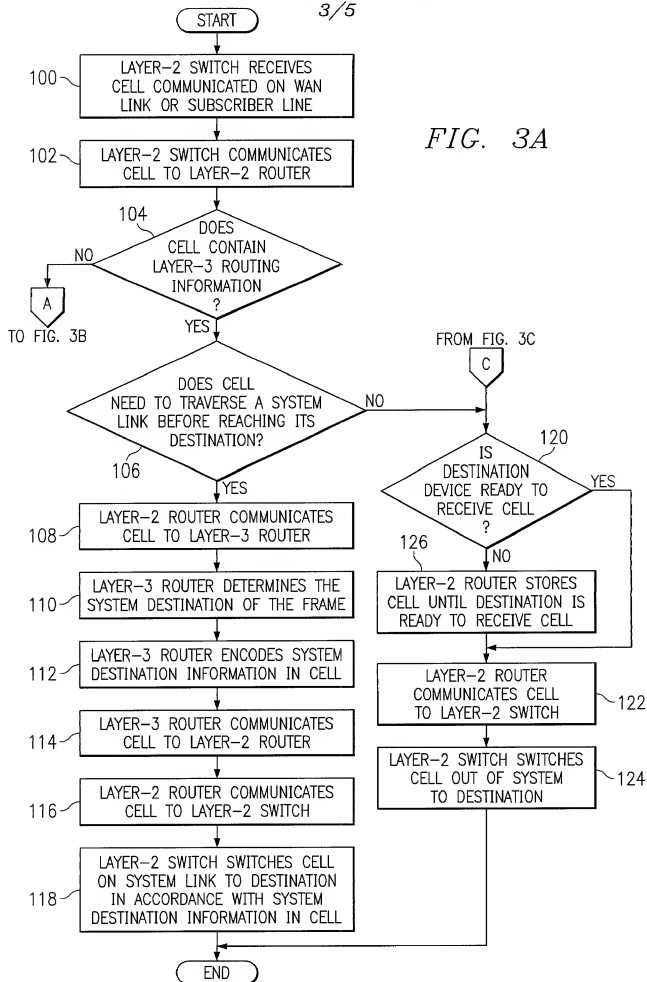 3/5
START
FIG. 3A
100
LAYER-2 SWITCH RECEIVES
CELL COMMUNICATED ON WAN
LINK OR SUBSCRIBER LINE
102
LAYER-2 SWITCH COMMUNICATES
CELL TO LAYER-2 ROUTER
104
DOES
CELL CONTAIN
LAYER-3 ROUTING
INFORMATION
?
NO
A
TO FIG. 3B
YES
DOES CELL
NEED TO TRAVERSE A SYSTEM
LINK BEFORE REACHING ITS
DESTINATION?
106
NO
YES
108
LAYER-2 ROUTER COMMUNICATES
CELL TO LAYER-3 ROUTER
110
LAYER-3 ROUTER DETERMINES THE
SYSTEM DESTINATION OF THE FRAME
112
LAYER-3 ROUTER ENCODES SYSTEM
DESTINATION INFORMATION IN CELL
114
LAYER-3 ROUTER COMMUNICATES
CELL TO LAYER-2 ROUTER
116
LAYER-2 ROUTER COMMUNICATES
CELL TO LAYER-2 SWITCH
118
LAYER-2 SWITCH SWITCHES CELL
ON SYSTEM LINK TO DESTINATION
IN ACCORDANCE WITH SYSTEM
DESTINATION INFORMATION IN CELL
FROM FIG. 3C
C
120
IS
DESTINATION
DEVICE READY TO
RECEIVE CELL
?
YES
NO
126
LAYER-2 ROUTER STORES
CELL UNTIL DESTINATION IS
READY TO RECEIVE CELL
LAYER-2 ROUTER
COMMUNICATES CELL
TO LAYER-2 SWITCH
122
LAYER-2 SWITCH SWITCHES
CELL OUT OF SYSTEM
TO DESTINATION
124
END